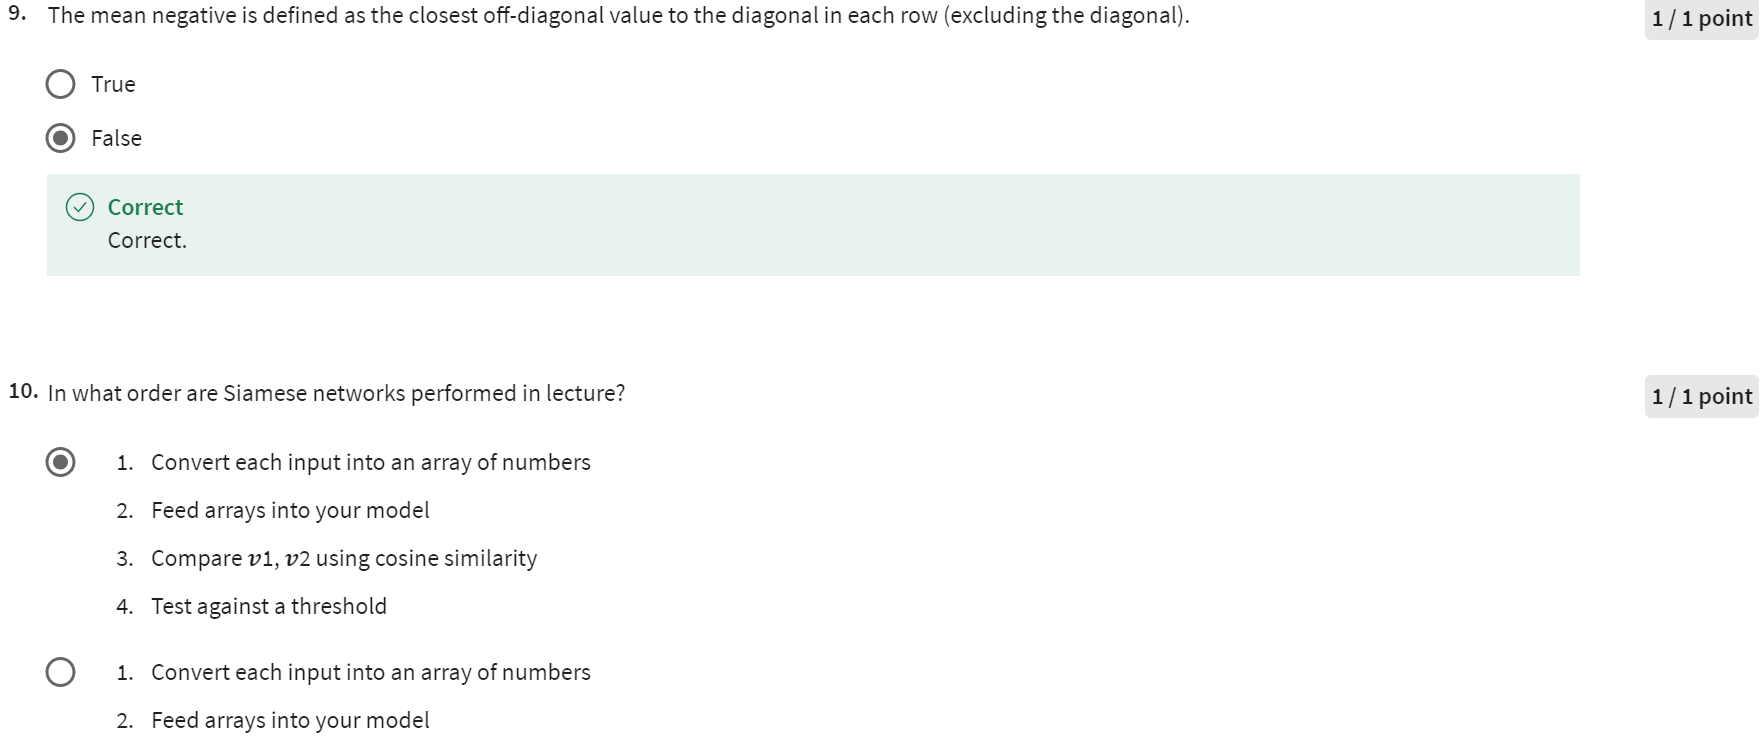 9. The mean negative is defined as the closest off-diagonal value to the diagonal in each row (excluding the diagonal).
1 / 1 point
True
False
Correct
Correct.
10. In what order are Siamese networks performed in lecture?
1 / 1 point
1. Convert each input into an array of numbers
2. Feed arrays into your model
3. Compare v1, v2 using cosine similarity
4. Test against a threshold
1. Convert each input into an array of numbers
2. Feed arrays into your model